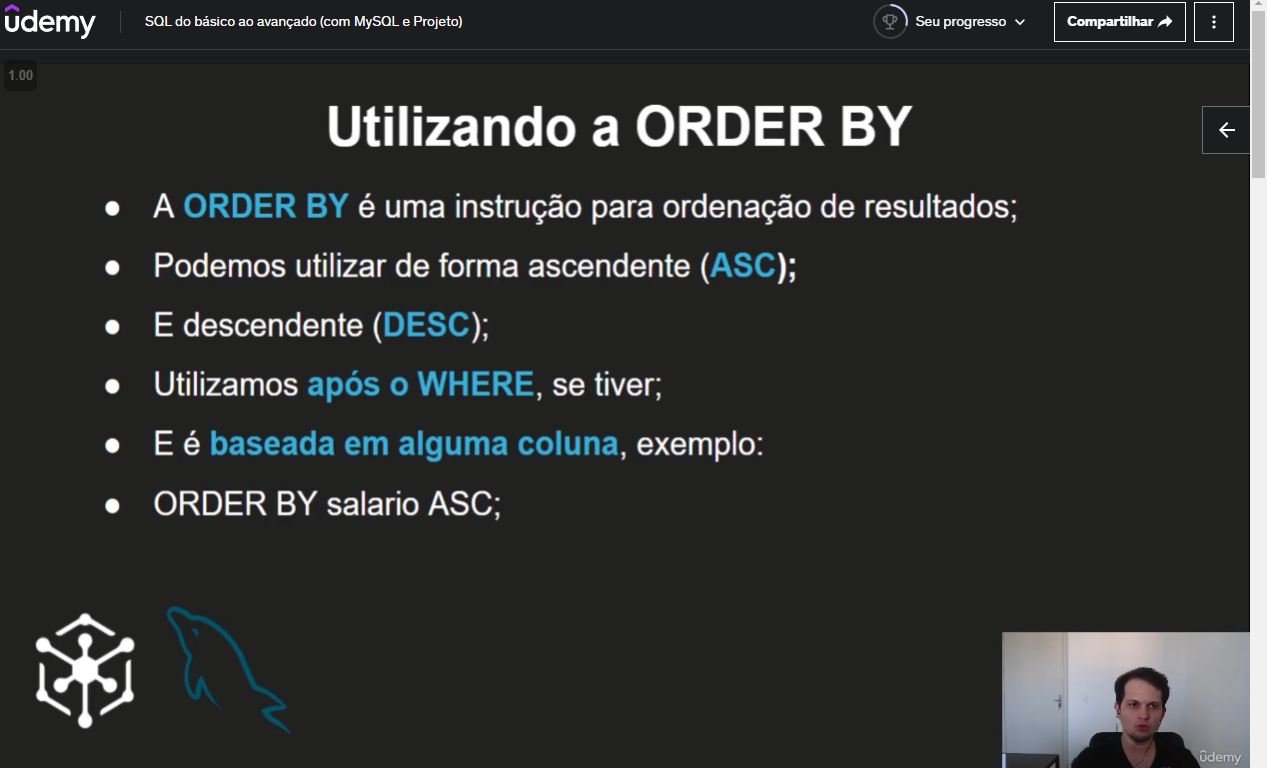 udemy
SQL do básico ao avançado (com MySQL e Projeto)
Seu progresso
Compartilhar
1.00
Utilizando a ORDER BY
● A ORDER BY é uma instrução para ordenação de resultados;
● Podemos utilizar de forma ascendente (ASC);
● E descendente (DESC);
● Utilizamos após o WHERE, se tiver;
● E é baseada em alguma coluna, exemplo:
● ORDER BY salario ASC;
udemy